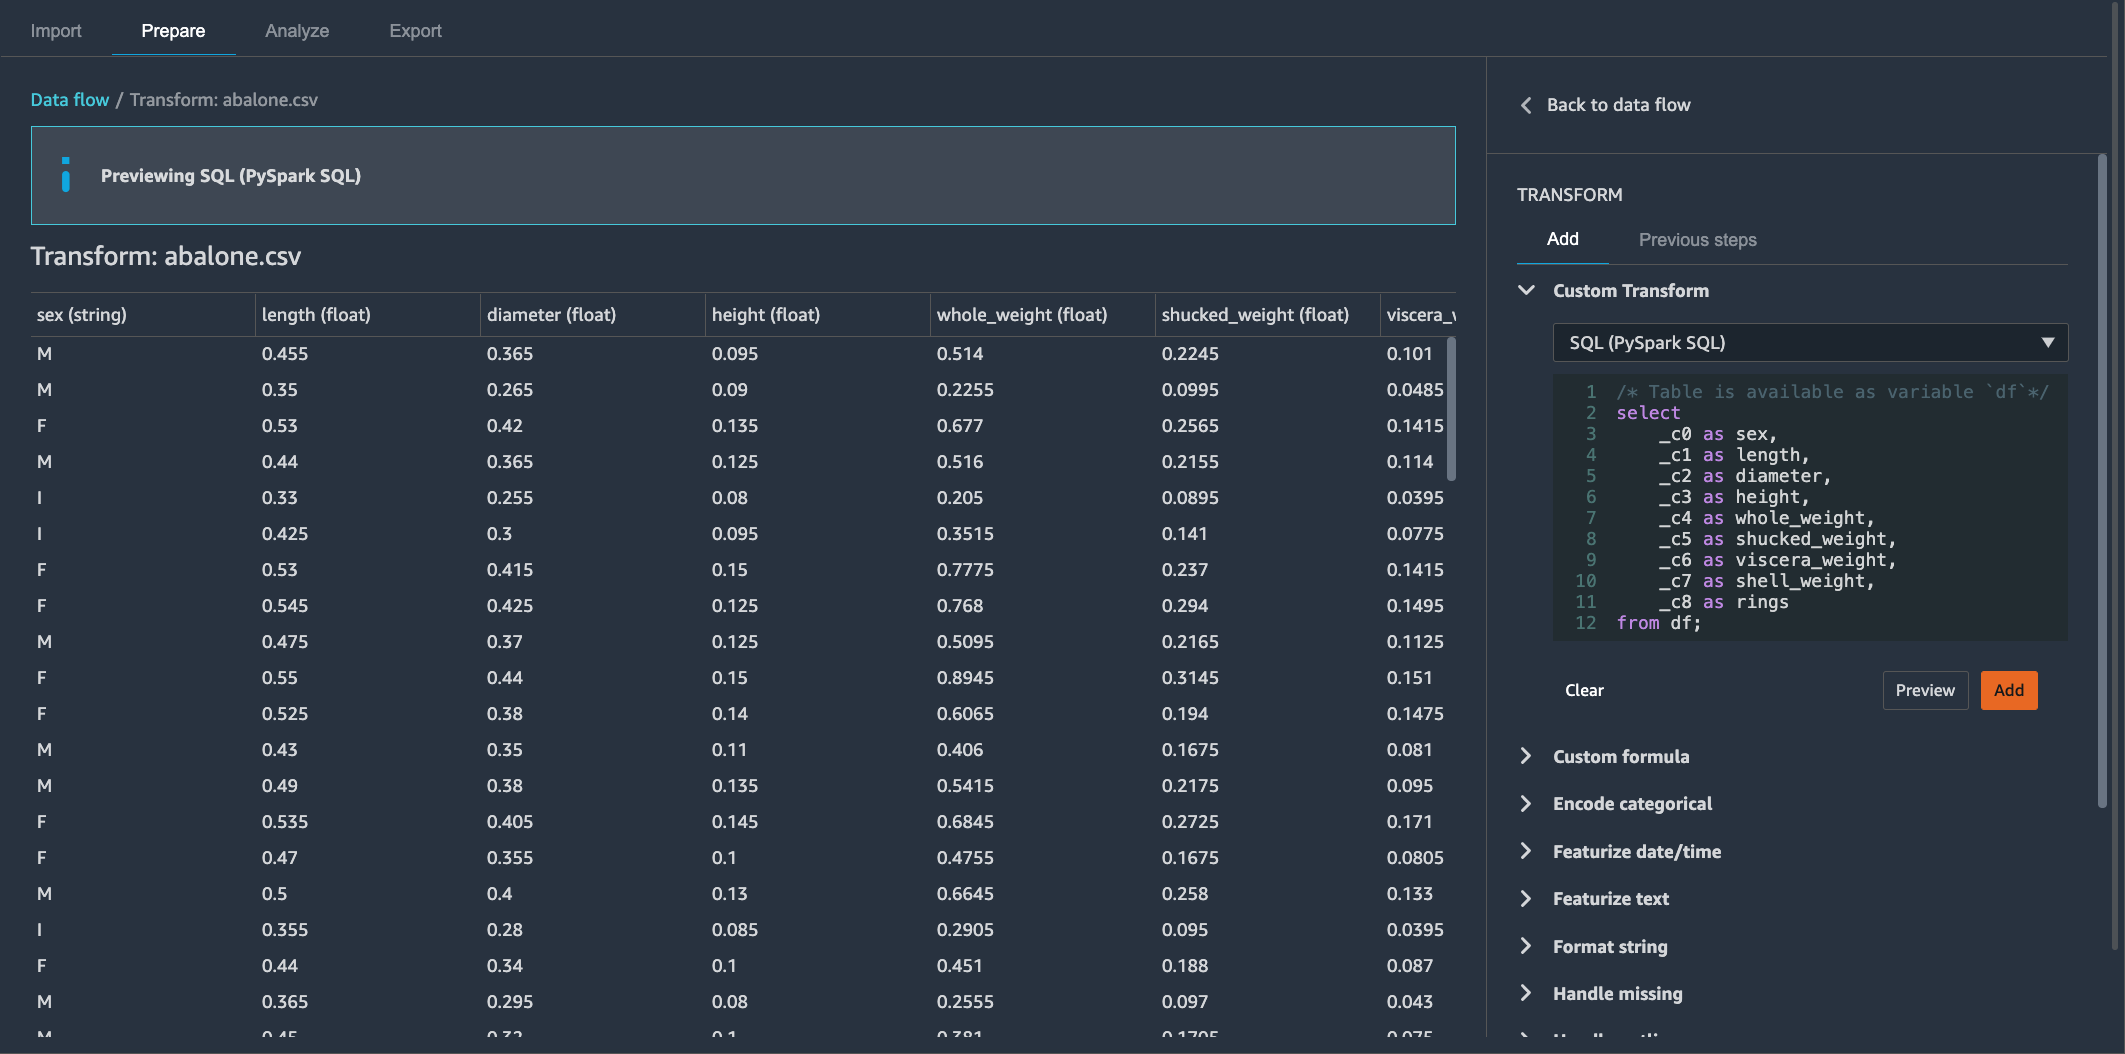 Import Prepare Analyze Export
Data flow / Transform: abalone.csv
Previewing SQL (PySpark SQL)
Transform: abalone.csv
sex (string) length (float) diameter (float) height (float) whole_weight (float) shucked_weight (float) viscera_
M 0.455 0.365 0.095 0.514 0.2245 0.101
M 0.35 0.265 0.09 0.2255 0.0995 0.0485
F 0.53 0.42 0.135 0.677 0.2565 0.1415
M 0.44 0.365 0.125 0.516 0.2155 0.114
I 0.33 0.255 0.08 0.205 0.0895 0.0395
I 0.425 0.3 0.095 0.3515 0.141 0.0775
F 0.53 0.415 0.15 0.7775 0.237 0.1415
F 0.545 0.425 0.125 0.768 0.294 0.1495
M 0.475 0.37 0.125 0.5095 0.2165 0.1125
F 0.55 0.44 0.15 0.8945 0.3145 0.151
F 0.525 0.38 0.14 0.6065 0.194 0.1475
M 0.43 0.35 0.11 0.406 0.1675 0.081
M 0.49 0.38 0.135 0.5415 0.2175 0.095
F 0.535 0.405 0.145 0.6845 0.2725 0.171
F 0.47 0.355 0.1 0.4755 0.1675 0.0805
M 0.5 0.4 0.13 0.6645 0.258 0.133
I 0.355 0.28 0.085 0.2905 0.095 0.0395
F 0.44 0.34 0.1 0.451 0.188 0.087
M 0.365 0.295 0.08 0.2555 0.097 0.043
Back to data flow
TRANSFORM
Add Previous steps
Custom Transform
SQL (PySpark SQL)
1 /* Table is available as variable `df`*/
2 select
3 _c0 as sex,
4 _c1 as length,
5 _c2 as diameter,
6 _c3 as height,
7 _c4 as whole_weight,
8 _c5 as shucked_weight,
9 _c6 as viscera_weight,
10 _c7 as shell_weight,
11 _c8 as rings
12 from df;
Clear Preview Add
Custom formula
Encode categorical
Featurize date/time
Featurize text
Format string
Handle missing